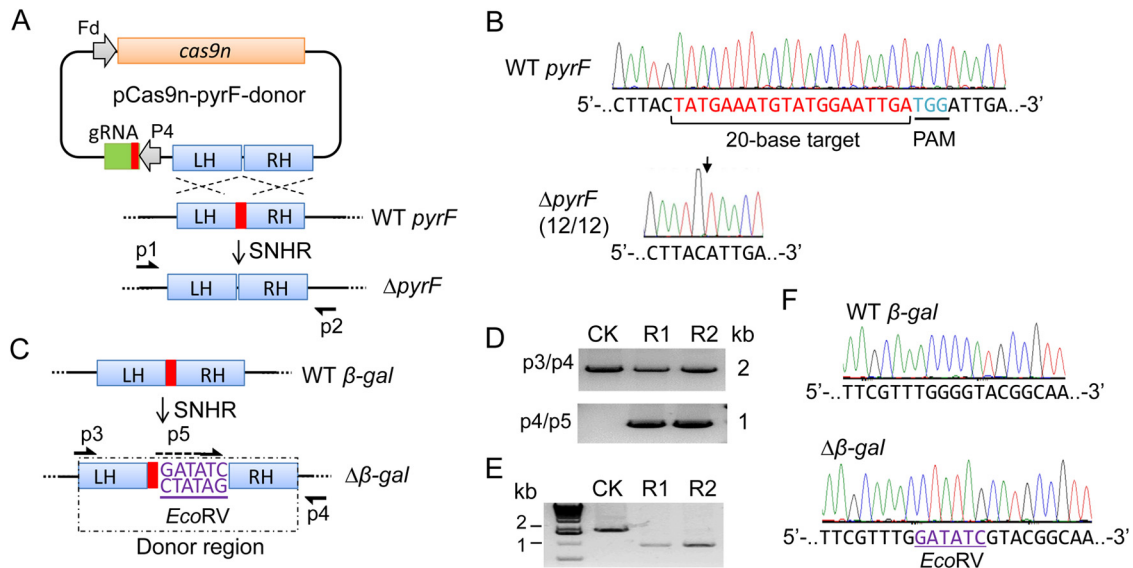 A
Fd
cas9n
pCas9n-pyrF-donor
gRNA P4
LH RH
LH RH WT pyrF
SNHR
p1
LH RH ΔpyrF
p2
B
WT pyrF
5'-..CTTACTATGAAATGTATGGAATTGATGGATTGA..-3'
20-base target PAM
ΔpyrF
(12/12)
5'-..CTTACATTGA..-3'
C
LH RH WT β-gal
SNHR
p3 p5
LH GATATC RH Δβ-gal
CTATAG
EcoRV p4
Donor region
D
CK R1 R2 kb
p3/p4 2
p4/p5 1
E
kb CK R1 R2
2
1
F
WT β-gal
5'-..TTCGTTTGGGGTACGGCAA..-3'
Δβ-gal
5'-..TTCGTTTGGATATCGTACGGCAA..-3'
EcoRV